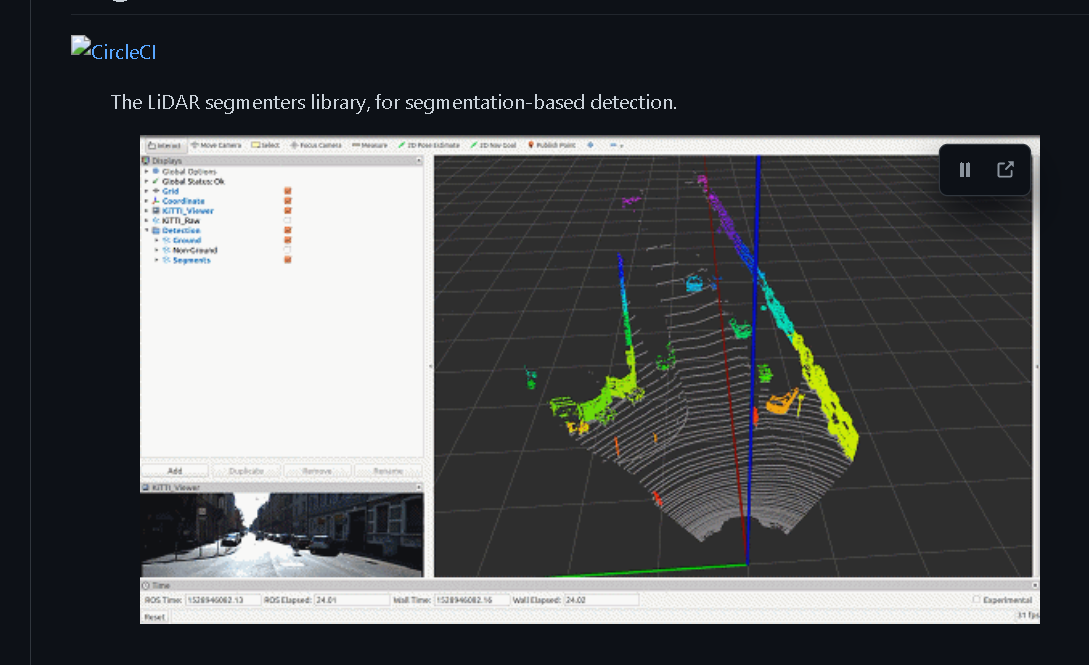 CircleCI
The LiDAR segmenters library, for segmentation-based detection.
Interact Move Camera Select Focus Camera Measure 2D Pose Estimate 2D Nav Goal Publish Point
Displays
Global Options
Global Status: Ok
Grid
Coordinate
KITTI_Viewer
KITTI_Raw
Detection
Ground
Non-Ground
Segments
Add Duplicate Remove Rename
KITTI_Viewer
Time
ROS Time: 1528946082.13 ROS Elapsed: 24.01 Wall Time: 1528946082.16 Wall Elapsed: 24.02 Experimental
Reset 31 fps